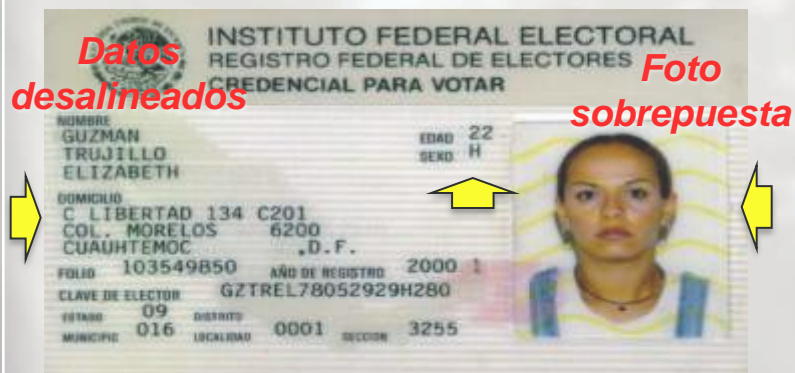 INSTITUTO FEDERAL ELECTORAL
REGISTRO FEDERAL DE ELECTORES
CREDENCIAL PARA VOTAR
Datos
desalineados
Foto
sobrepuesta
NOMBRE
GUZMAN
TRUJILLO
ELIZABETH
EDAD 22
SEXO H
DOMICILIO
C LIBERTAD 134 C201
COL. MORELOS 6200
CUAUHTEMOC ,D.F.
FOLIO 103549850 AÑO DE REGISTRO 2000 1
CLAVE DE ELECTOR GZTREL78052929H280
ESTADO 09 DISTRITO
MUNICIPIO 016 LOCALIDAD 0001 SECCION 3255